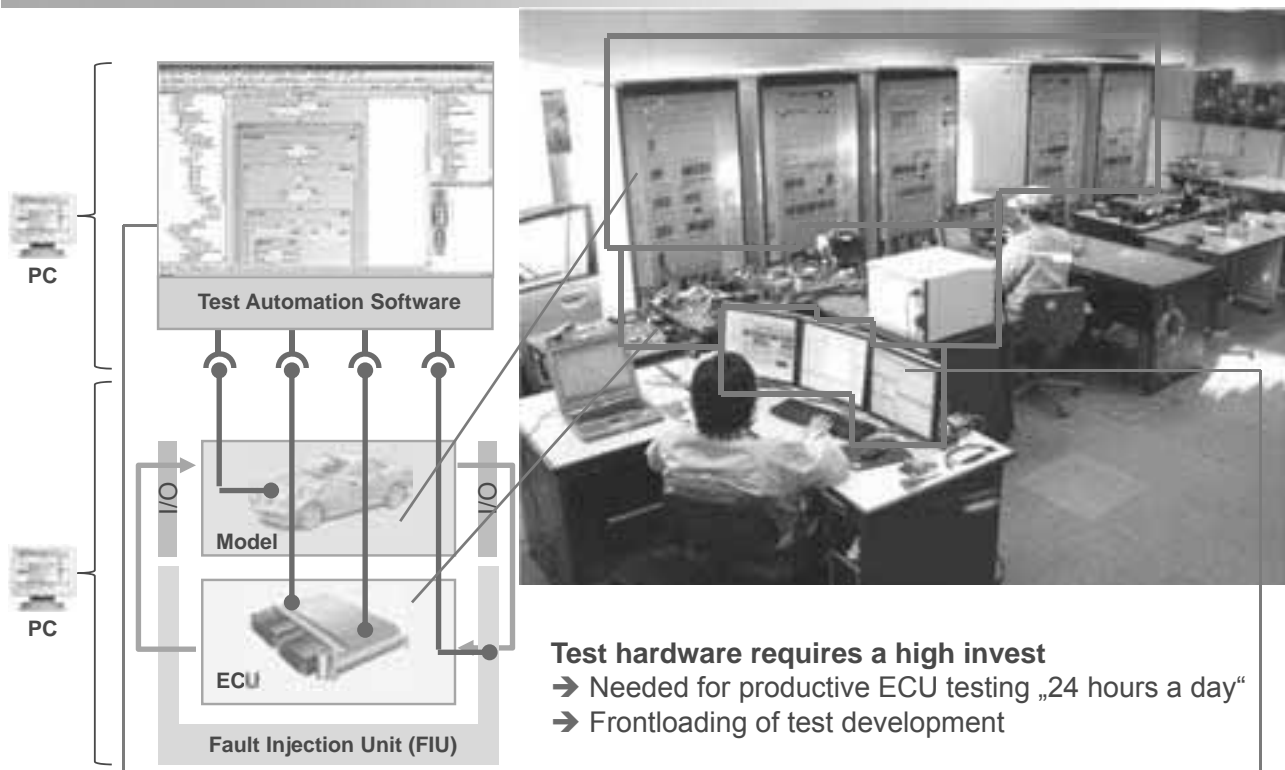 PC
Test Automation Software
I/O
I/O
Model
PC
ECU
Fault Injection Unit (FIU)
Test hardware requires a high invest
➔ Needed for productive ECU testing „24 hours a day“
➔ Frontloading of test development